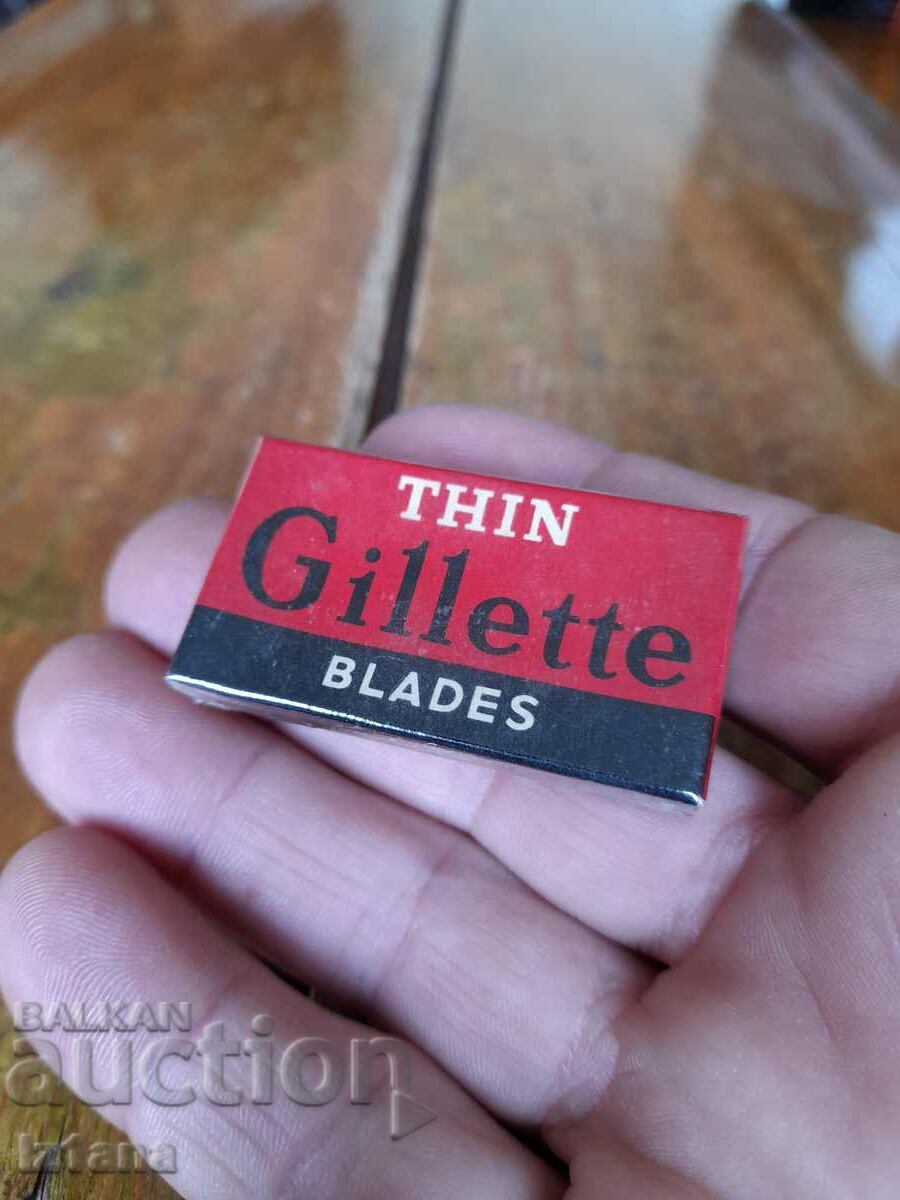 THIN
Gillette
BLADES
BALKAN
auction
Iztana